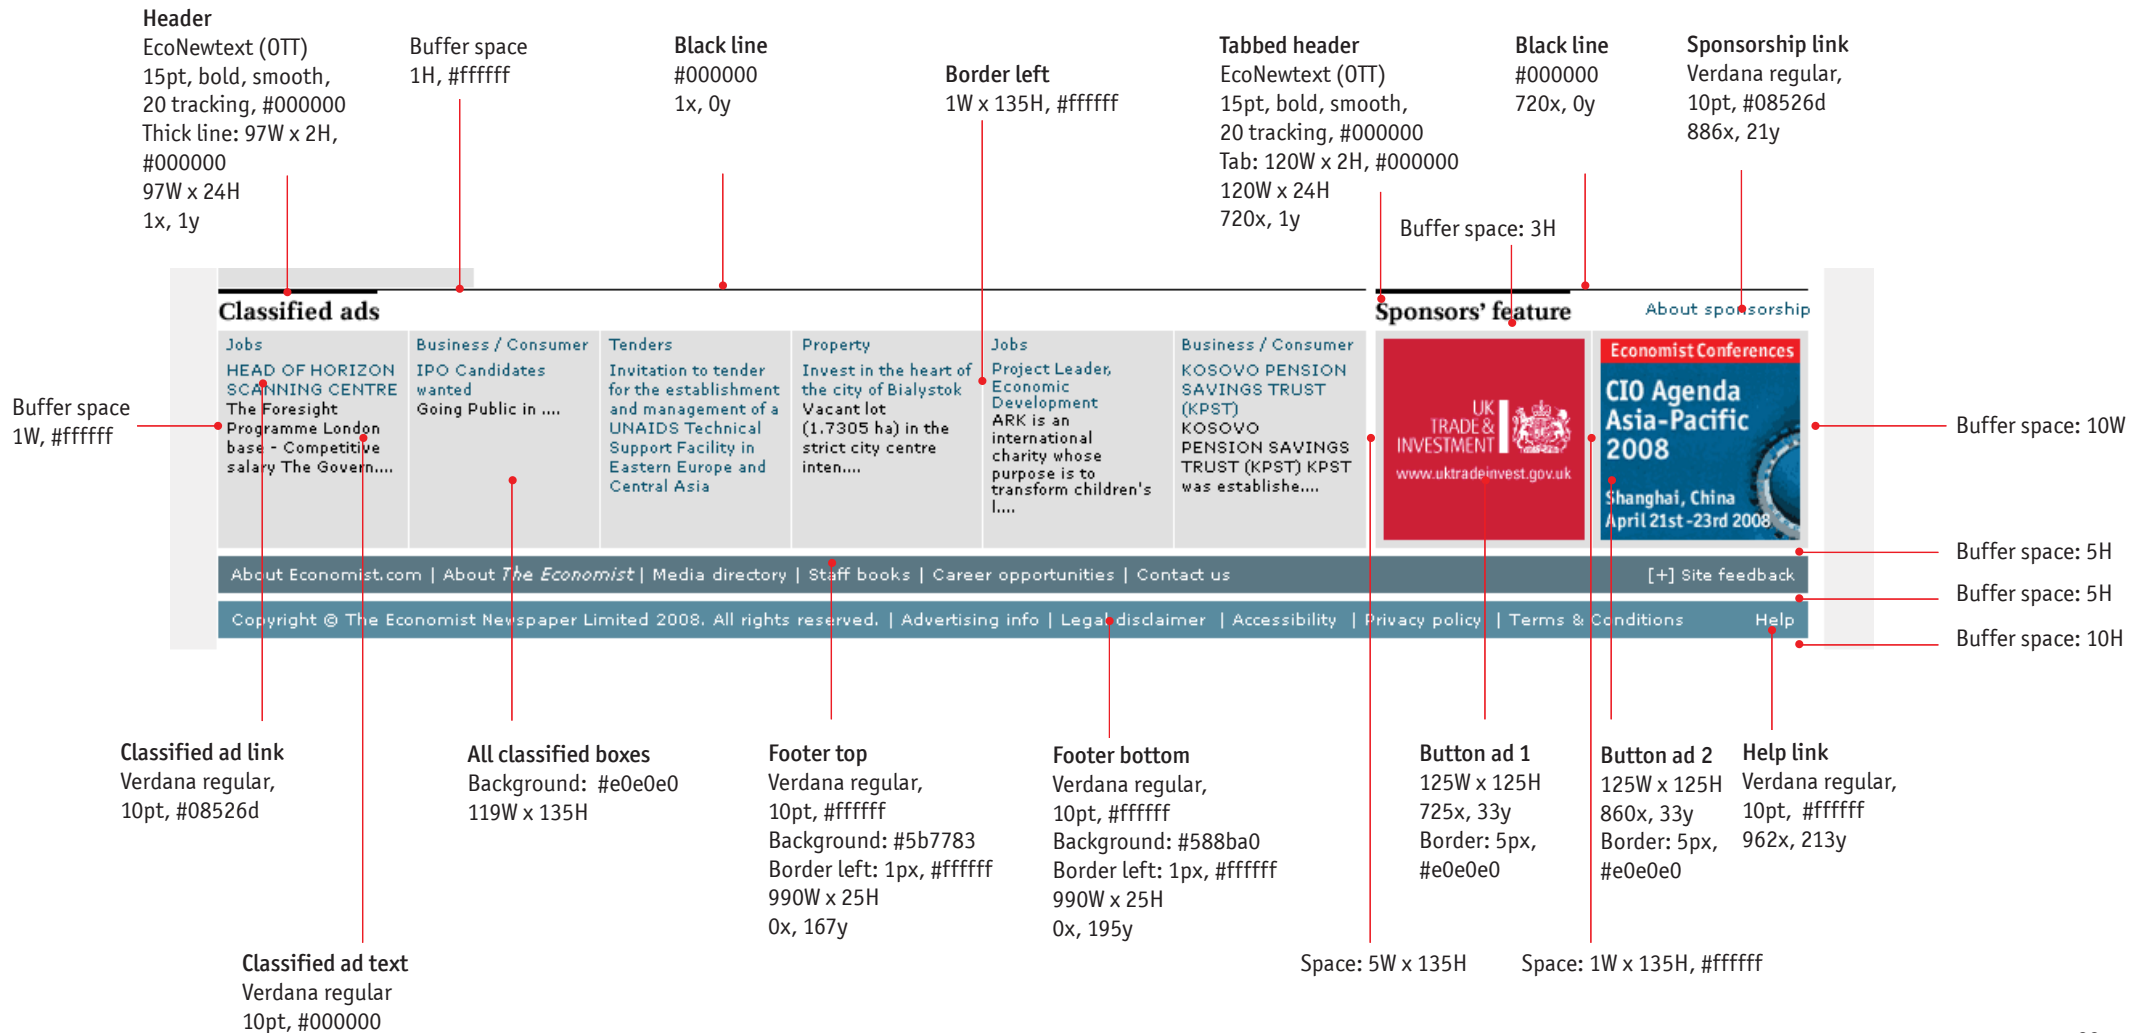 Header
EcoNewtext (OTT)
15pt, bold, smooth,
20 tracking, #000000
Thick line: 97W x 2H,
#000000
97W x 24H
1x, 1y
Buffer space
1H, #ffffff
Black line
#000000
1x, 0y
Border left
1W x 135H, #ffffff
Tabbed header
EcoNewtext (OTT)
15pt, bold, smooth,
20 tracking, #000000
Tab: 120W x 2H, #000000
120W x 24H
720x, 1y
Buffer space: 3H
Black line
#000000
720x, 0y
Sponsorship link
Verdana regular,
10pt, #08526d
886x, 21y
Classified ads
Sponsors' feature
About sponsorship
Jobs
HEAD OF HORIZON
SCANNING CENTRE
The Foresight
Programme London
base - Competitive
salary The Govern....
Business / Consumer
IPO Candidates
wanted
Going Public in ....
Tenders
Invitation to tender
for the establishment
and management of a
UNAIDS Technical
Support Facility in
Eastern Europe and
Central Asia
Property
Invest in the heart of
the city of Bialystok
Vacant lot
(1.7305 ha) in the
strict city centre
inten....
Jobs
Project Leader,
Economic
Development
ARK is an
international
charity whose
purpose is to
transform children's
l....
Business / Consumer
KOSOVO PENSION
SAVINGS TRUST
(KPST)
KOSOVO
PENSION SAVINGS
TRUST (KPST) KPST
was establishe....
UK
TRADE &
INVESTMENT
www.uktradeinvest.gov.uk
Economist Conferences
CIO Agenda
Asia-Pacific
2008
Shanghai, China
April 21st -23rd 2008
Buffer space
1W, #ffffff
Buffer space: 10W
Buffer space: 5H
Buffer space: 5H
Buffer space: 10H
About Economist.com | About The Economist | Media directory | Staff books | Career opportunities | Contact us
[+] Site feedback
Copyright © The Economist Newspaper Limited 2008. All rights reserved. | Advertising info | Legal disclaimer | Accessibility | Privacy policy | Terms & Conditions
Help
Classified ad link
Verdana regular,
10pt, #08526d
All classified boxes
Background: #e0e0e0
119W x 135H
Footer top
Verdana regular,
10pt, #ffffff
Background: #5b7783
Border left: 1px, #ffffff
990W x 25H
0x, 167y
Footer bottom
Verdana regular,
10pt, #ffffff
Background: #588ba0
Border left: 1px, #ffffff
990W x 25H
0x, 195y
Button ad 1
125W x 125H
725x, 33y
Border: 5px,
#e0e0e0
Button ad 2
125W x 125H
860x, 33y
Border: 5px,
#e0e0e0
Help link
Verdana regular,
10pt, #ffffff
962x, 213y
Classified ad text
Verdana regular
10pt, #000000
Space: 5W x 135H
Space: 1W x 135H, #ffffff